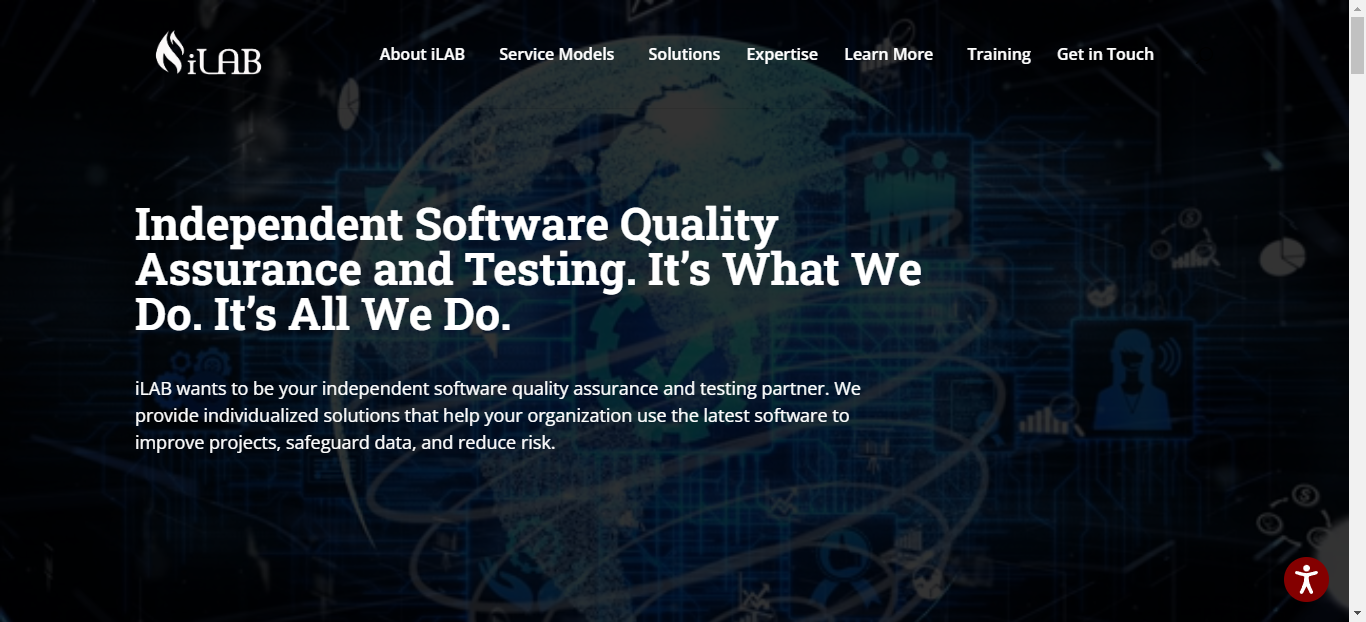 iLAB
About iLAB Service Models Solutions Expertise Learn More Training Get in Touch
Independent Software Quality
Assurance and Testing. It’s What We
Do. It’s All We Do.
iLAB wants to be your independent software quality assurance and testing partner. We
provide individualized solutions that help your organization use the latest software to
improve projects, safeguard data, and reduce risk.